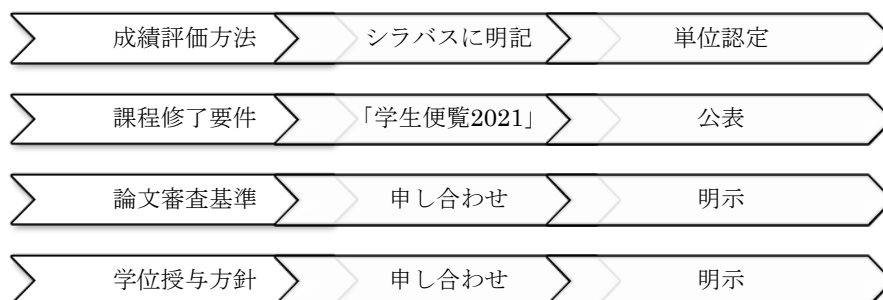 成績評価方法 シラバスに明記 単位認定
課程修了要件 「学生便覧2021」 公表
論文審査基準 申し合わせ 明示
学位授与方針 申し合わせ 明示